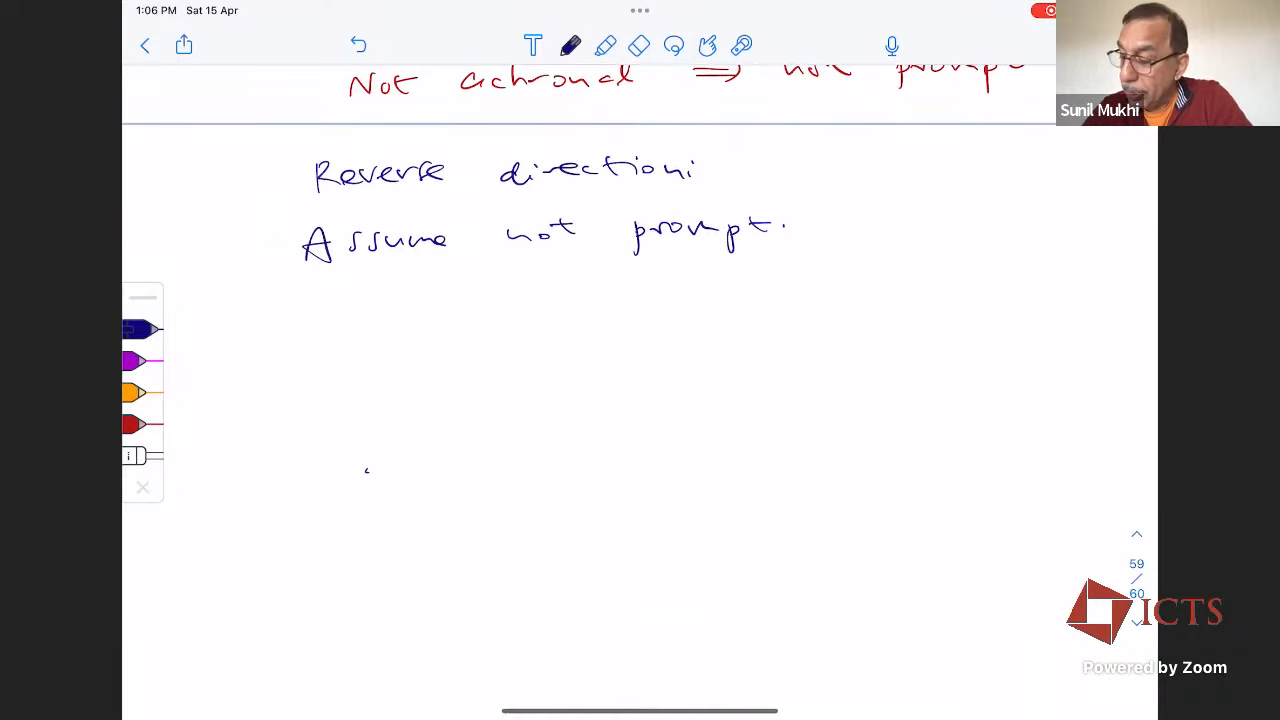 1:06 PM Sat 15 Apr
Not achronal ⟹ not prompt
Sunil Mukhi
Reverse direction:
Assume not prompt.
59
/
60
ICTS
Powered by Zoom